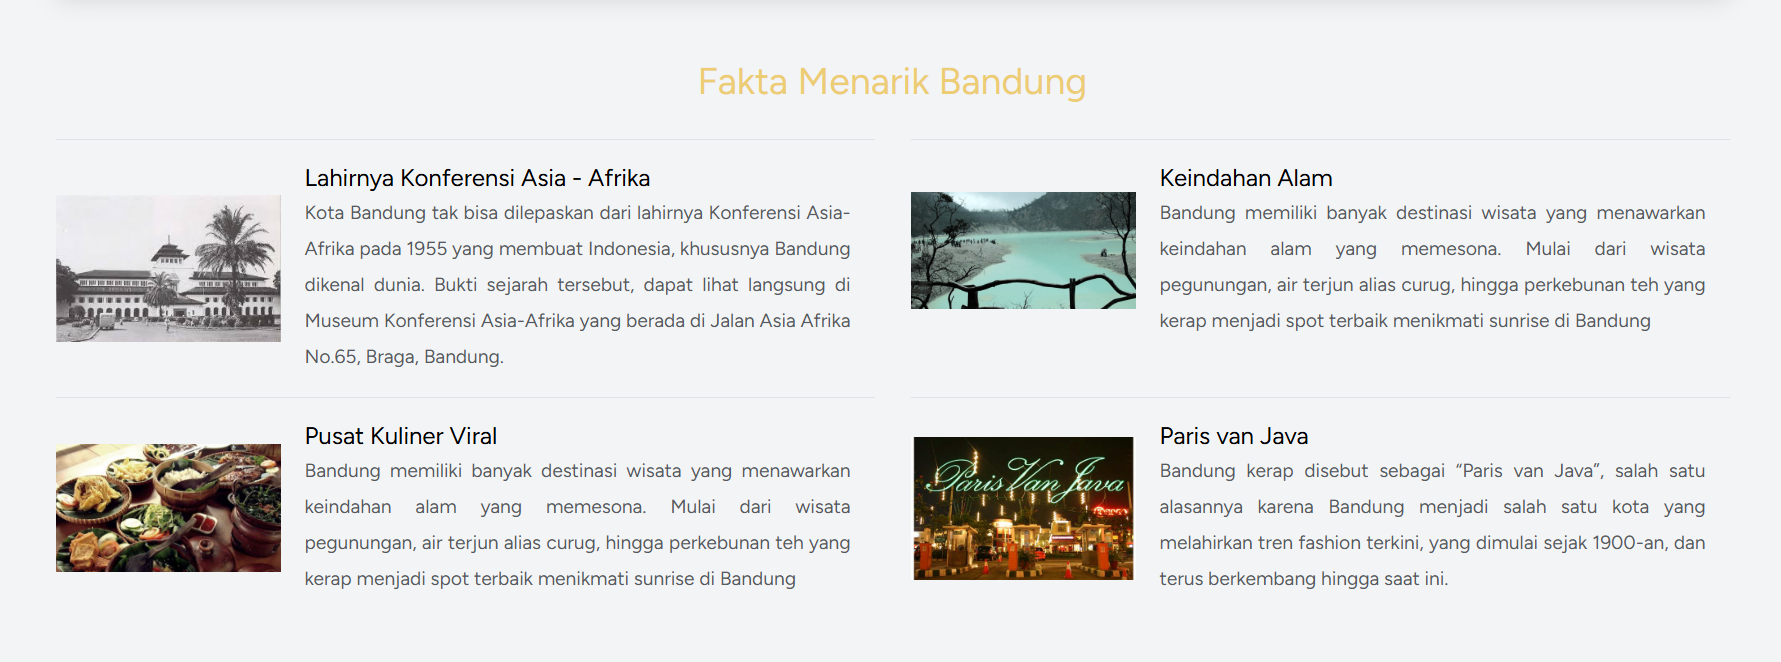 Fakta Menarik Bandung
Lahirnya Konferensi Asia - Afrika
Kota Bandung tak bisa dilepaskan dari lahirnya Konferensi Asia-
Afrika pada 1955 yang membuat Indonesia, khususnya Bandung
dikenal dunia. Bukti sejarah tersebut, dapat lihat langsung di
Museum Konferensi Asia-Afrika yang berada di Jalan Asia Afrika
No.65, Braga, Bandung.
Keindahan Alam
Bandung memiliki banyak destinasi wisata yang menawarkan
keindahan alam yang memesona. Mulai dari wisata
pegunungan, air terjun alias curug, hingga perkebunan teh yang
kerap menjadi spot terbaik menikmati sunrise di Bandung
Pusat Kuliner Viral
Bandung memiliki banyak destinasi wisata yang menawarkan
keindahan alam yang memesona. Mulai dari wisata
pegunungan, air terjun alias curug, hingga perkebunan teh yang
kerap menjadi spot terbaik menikmati sunrise di Bandung
Paris Van Java
Paris van Java
Bandung kerap disebut sebagai “Paris van Java”, salah satu
alasannya karena Bandung menjadi salah satu kota yang
melahirkan tren fashion terkini, yang dimulai sejak 1900-an, dan
terus berkembang hingga saat ini.